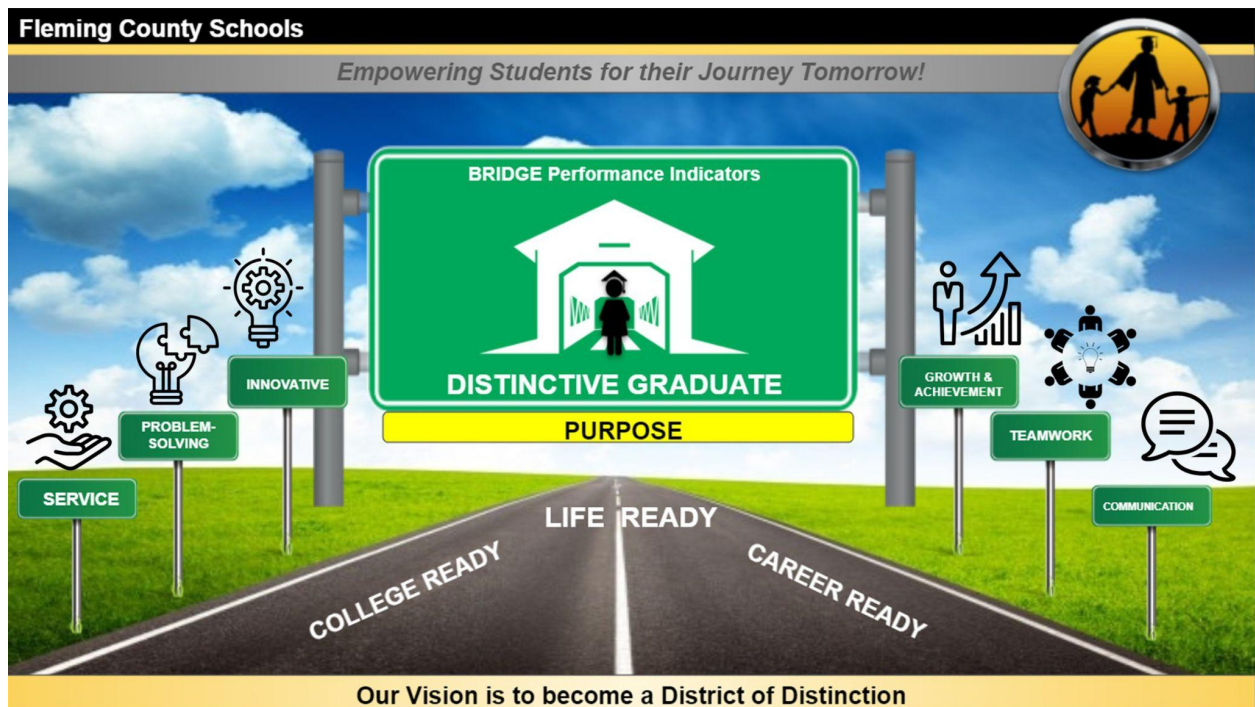 Fleming County Schools
Empowering Students for their Journey Tomorrow!
BRIDGE Performance Indicators
DISTINCTIVE GRADUATE
PURPOSE
INNOVATIVE
PROBLEM-
SOLVING
SERVICE
GROWTH &
ACHIEVEMENT
TEAMWORK
COMMUNICATION
LIFE READY
COLLEGE READY
CAREER READY
Our Vision is to become a District of Distinction